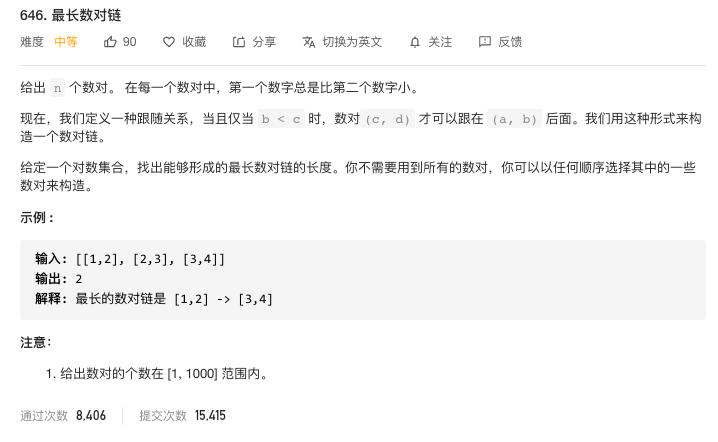 646. 最长数对链
难度 中等 90 收藏 分享 切换为英文 关注 反馈
给出 n 个数对。 在每一个数对中，第一个数字总是比第二个数字小。
现在，我们定义一种跟随关系，当且仅当 b < c 时，数对(c, d) 才可以跟在 (a, b) 后面。我们用这种形式来构
造一个数对链。
给定一个对数集合，找出能够形成的最长数对链的长度。你不需要用到所有的数对，你可以以任何顺序选择其中的一些
数对来构造。
示例 :
输入: [[1,2], [2,3], [3,4]]
输出: 2
解释: 最长的数对链是 [1,2] -> [3,4]
注意：
1. 给出数对的个数在 [1, 1000] 范围内。
通过次数 8,406 提交次数 15,415